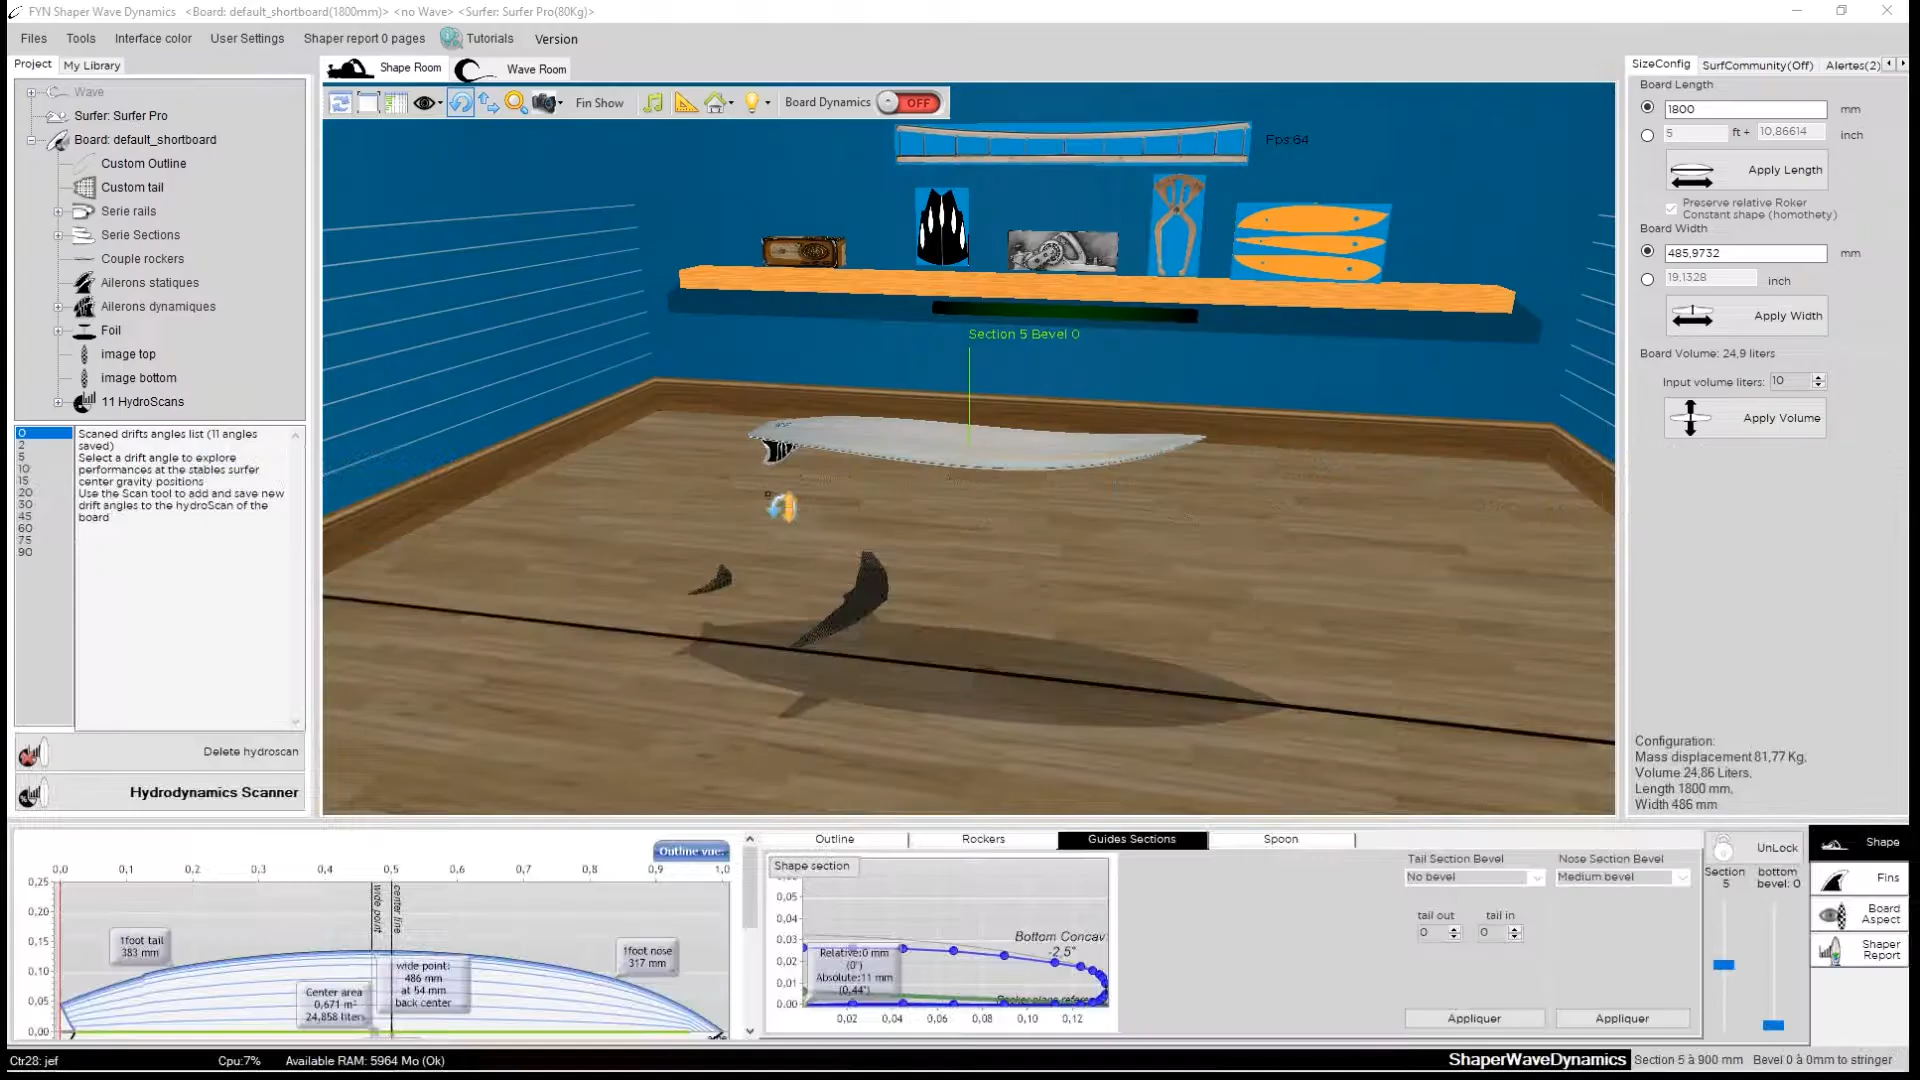 FYN Shaper Wave Dynamics <Board: default_shortboard(1800mm)> <no Wave> <Surfer: Surfer Pro(80Kg)>
Files Tools Interface color User Settings Shaper report 0 pages Tutorials Version
Project My Library
Shape Room Wave Room
SizeConfig SurfCommunity(Off) Alertes(2)
Fin Show Board Dynamics OFF
Fps:64
Section 5 Bevel 0
Wave
Surfer: Surfer Pro
Board: default_shortboard
Custom Outline
Custom tail
Serie rails
Serie Sections
Couple rockers
Ailerons statiques
Ailerons dynamiques
Foil
image top
image bottom
11 HydroScans
0
2
5
10
15
20
30
45
60
75
90
Scaned drifts angles list (11 angles
saved)
Select a drift angle to explore
performances at the stables surfer
center gravity positions
Use the Scan tool to add and save new
drift angles to the hydroScan of the
board
Delete hydroscan
Hydrodynamics Scanner
Board Length
1800 mm
5 ft + 10,86614 inch
Apply Length
Preserve relative Roker
Constant shape (homothety)
Board Width
485,9732 mm
19,1328 inch
Apply Width
Board Volume: 24,9 liters
Input volume liters: 10
Apply Volume
Configuration:
Mass displacement 81,77 Kg,
Volume 24,86 Liters,
Length 1800 mm,
Width 486 mm
Outline vue:
0,0 0,1 0,2 0,3 0,4 0,5 0,6 0,7 0,8 0,9 1,0
0,25
0,20
0,15
0,10
0,05
0,00
wide point
center line
1foot tail
383 mm
1foot nose
317 mm
wide point:
486 mm
at 54 mm
back center
Center area
0,671 m²
24,858 liters
Outline Rockers Guides Sections Spoon
Shape section
0,05
0,04
0,03
0,02
0,01
0,00
0,02 0,04 0,06 0,08 0,10 0,12
Relative:0 mm
(0")
Absolute:11 mm
(0,44")
Bottom Concav
-2,5°
Tail Section Bevel
No bevel
Nose Section Bevel
Medium bevel
tail out tail in
0 0
Appliquer Appliquer
UnLock
Section
5
bottom
bevel: 0
Shape
Fins
Board
Aspect
Shaper
Report
Ctr28: jef Cpu:7% Available RAM: 5964 Mo (Ok)
ShaperWaveDynamics Section 5 à 900 mm Bevel 0 à 0mm to stringer